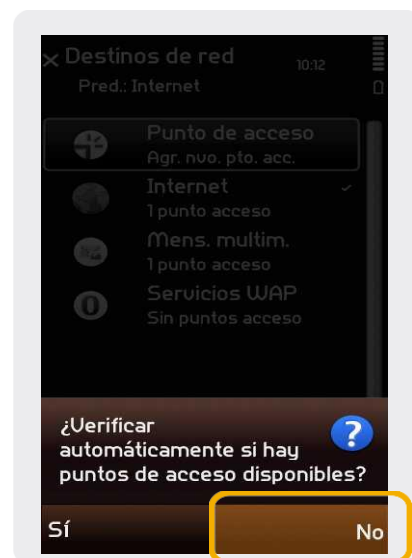 Destinos de red
10:12
Pred.: Internet
Punto de acceso
Agr. nvo. pto. acc.
Internet
1 punto acceso
Mens. multim.
1 punto acceso
Servicios WAP
Sin puntos acceso
¿Verificar
automáticamente si hay
puntos de acceso disponibles?
Sí
No